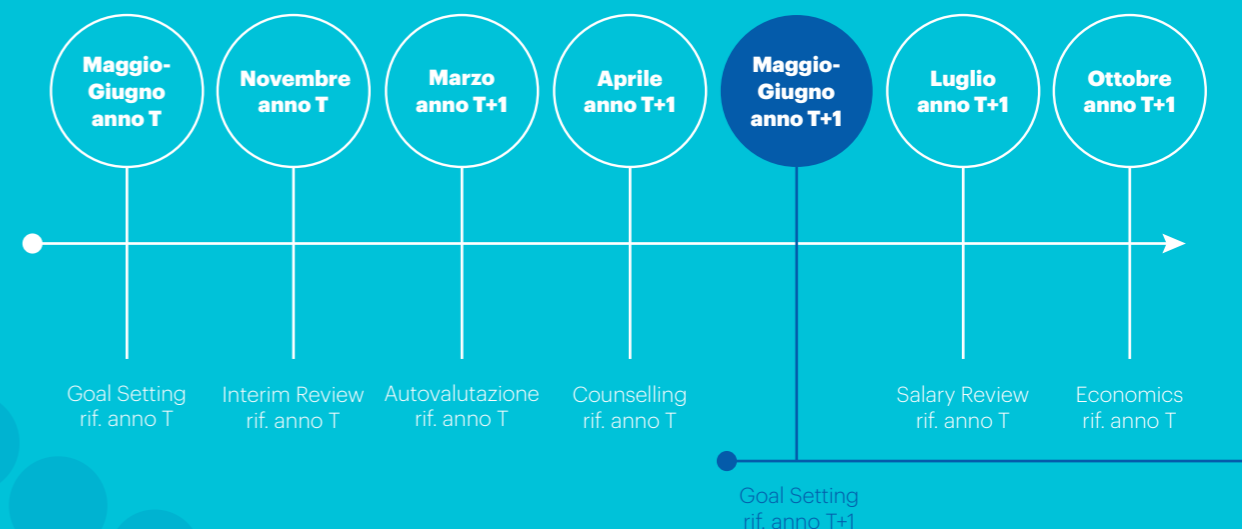 Maggio-
Giugno
anno T
Novembre
anno T
Marzo
anno T+1
Aprile
anno T+1
Maggio-
Giugno
anno T+1
Luglio
anno T+1
Ottobre
anno T+1
Goal Setting
rif. anno T
Interim Review
rif. anno T
Autovalutazione
rif. anno T
Counselling
rif. anno T
Salary Review
rif. anno T
Economics
rif. anno T
Goal Setting
rif. anno T+1